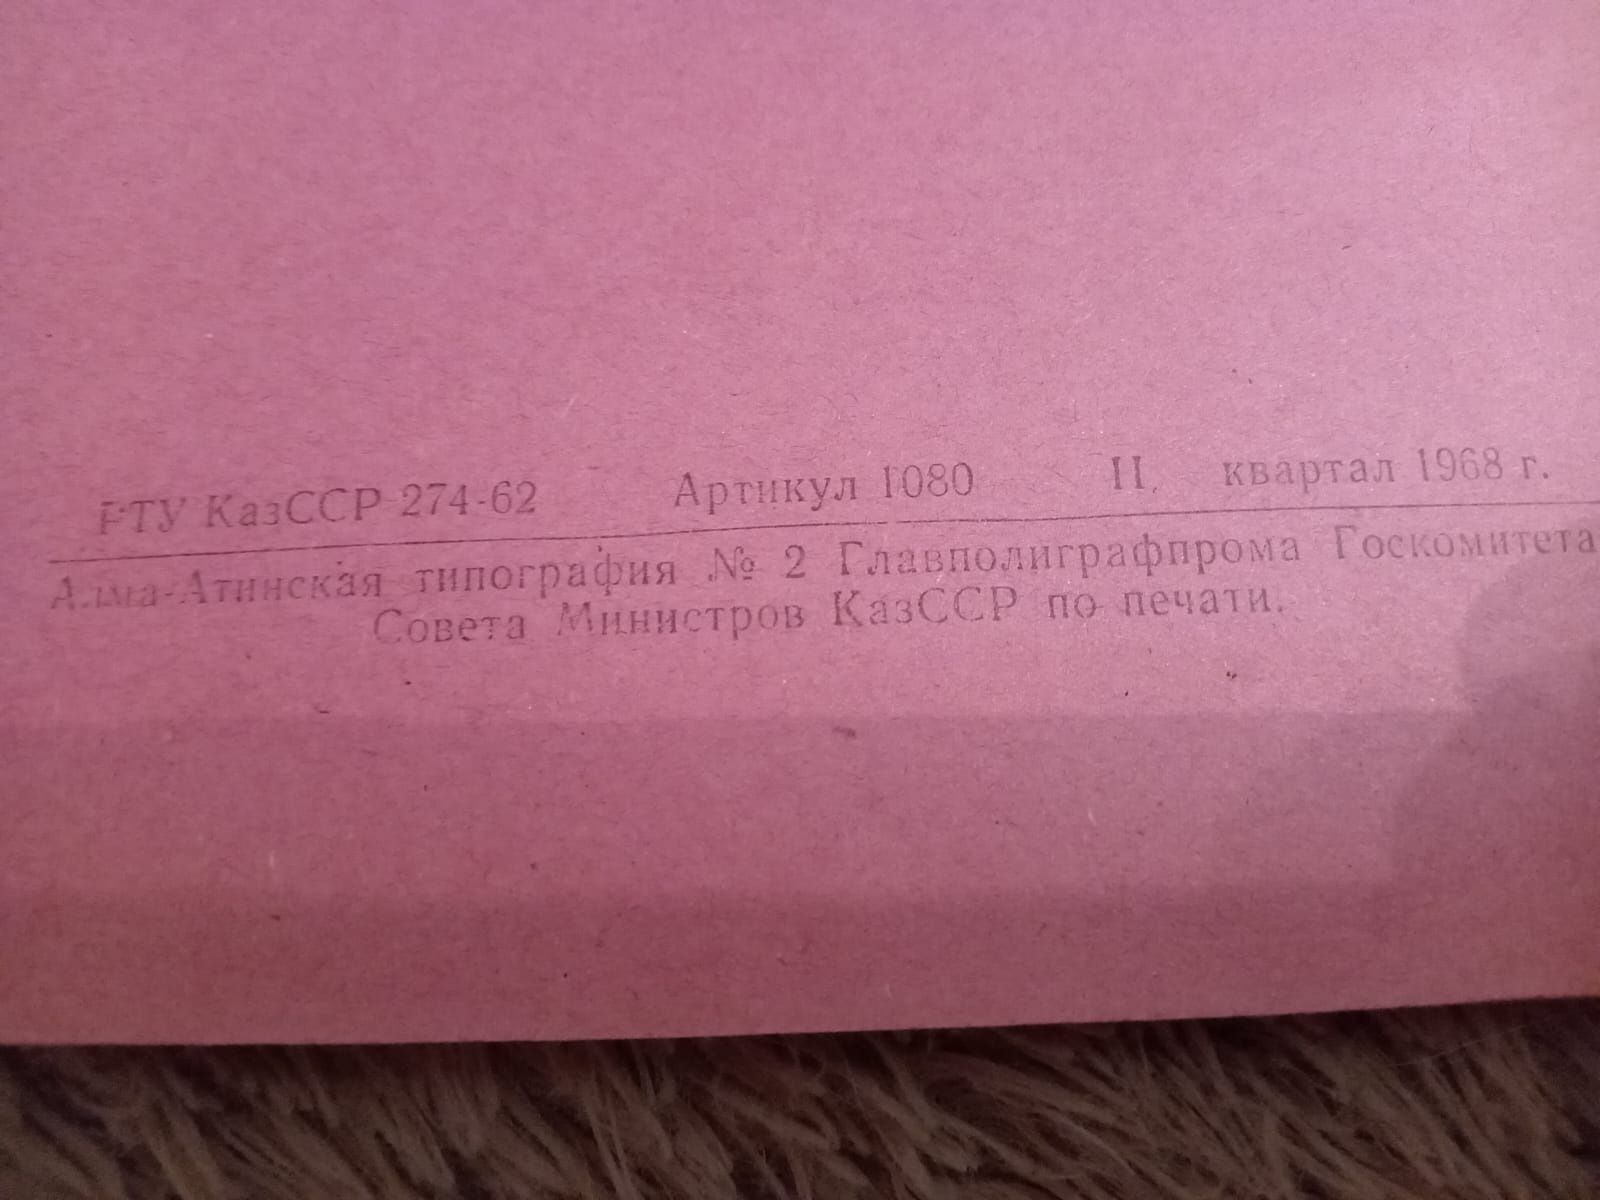 РТУ КазССР 274-62 Артикул 1080 II квартал 1968 г.
Алма-Атинская типография № 2 Главполиграфпрома Госкомитета
Совета Министров КазССР по печати.